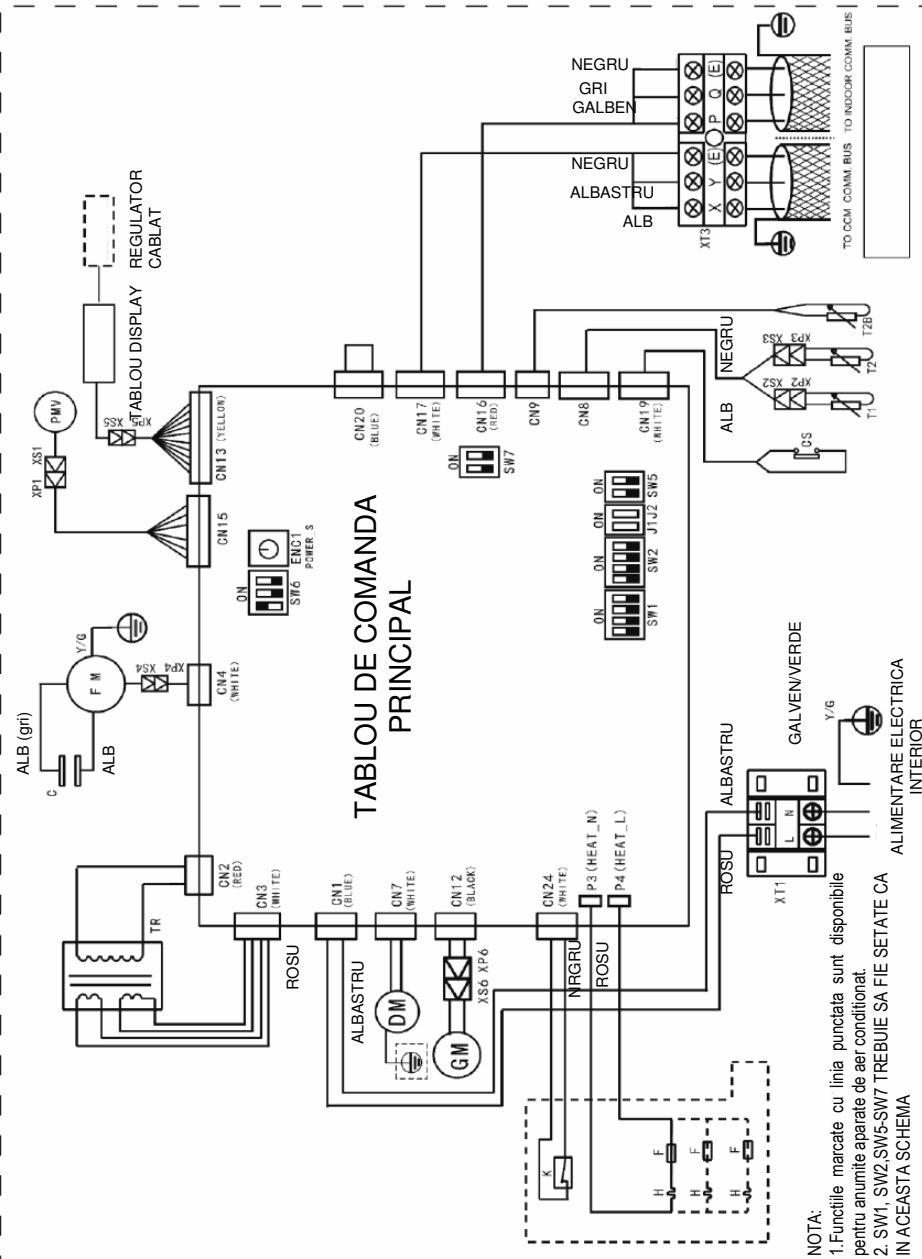 NEGRU
GRI
GALBEN
NEGRU
ALBASTRU
ALB
(E)
Q
P
(E)
Y
X
XT3
TO INDOOR COMM. BUS
TO CCM COMM. BUS
REGULATOR
CABLAT
TABLOU DISPLAY
XS5
XP5
PMV
XP1 XS1
CN13 (YELLOW)
CN15
ON
SW6
ENC1
POWER_S
Y/G
F M
ALB (gri)
ALB
C
XS4
XP4
CN4
(WHITE)
TR
CN2
(RED)
CN3
(WHITE)
ROSU
CN1
(BLUE)
ALBASTRU
CN7
(WHITE)
DM
CN12
(BLACK)
XS6 XP6
GM
CN24
(WHITE)
NRGRU
ROSU
P3(HEAT_N)
P4(HEAT_L)
K
H
F
H
F
H
F
TABLOU DE COMANDA
PRINCIPAL
CN20
(BLUE)
CN17
(WHITE)
CN16
(RED)
CN9
CN8
CN19
(WHITE)
ON
SW7
ON
SW5
J1J2
ON
SW2
ON
SW1
NEGRU
ALB
XS3
XP3
XS2
XP2
T2B
T2
T1
CS
ALBASTRU
ROSU
L
N
XT1
GALVEN/VERDE
Y/G
ALIMENTARE ELECTRICA
INTERIOR
NOTA:
1.Functiile marcate cu linia punctata sunt disponibile
pentru anumite aparate de aer conditionat.
2. SW1, SW2,SW5-SW7 TREBUIE SA FIE SETATE CA
IN ACEASTA SCHEMA